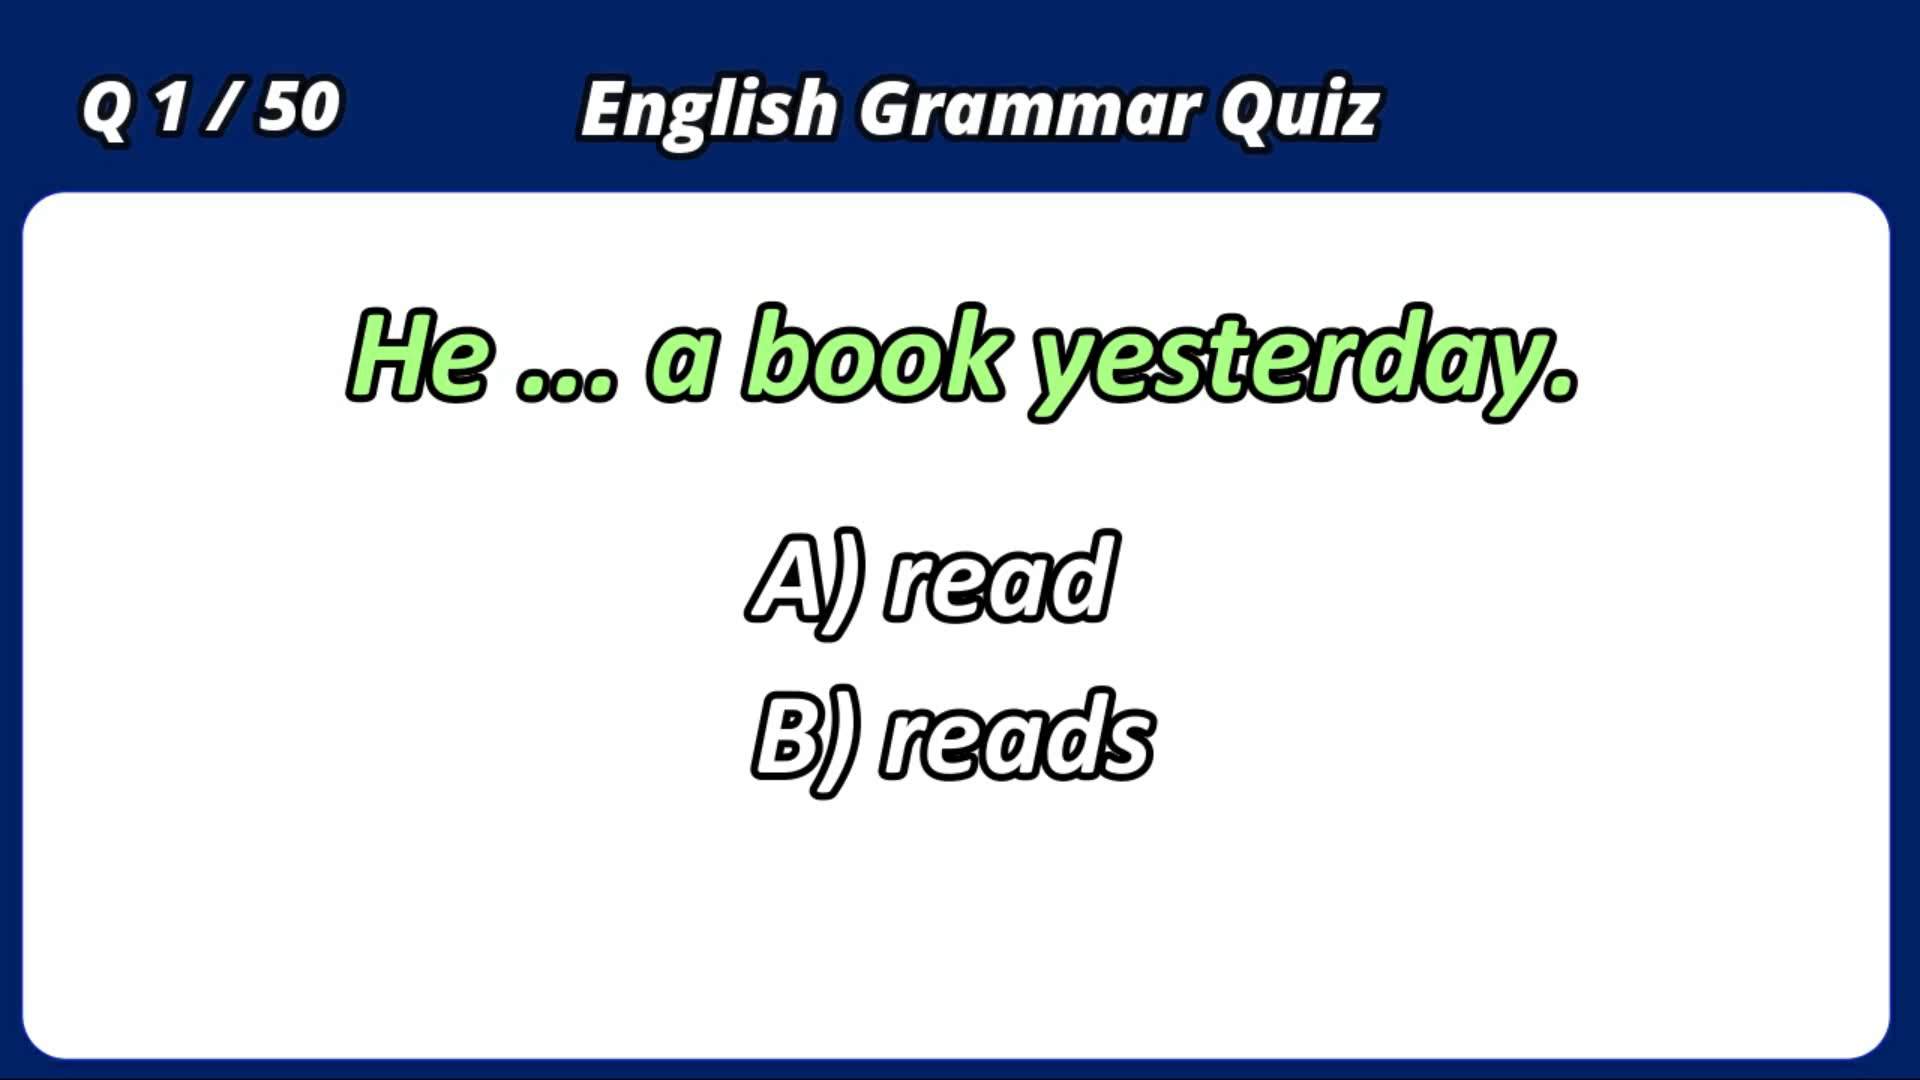 Q 1 / 50
English Grammar Quiz
He ... a book yesterday.
A) read
B) reads